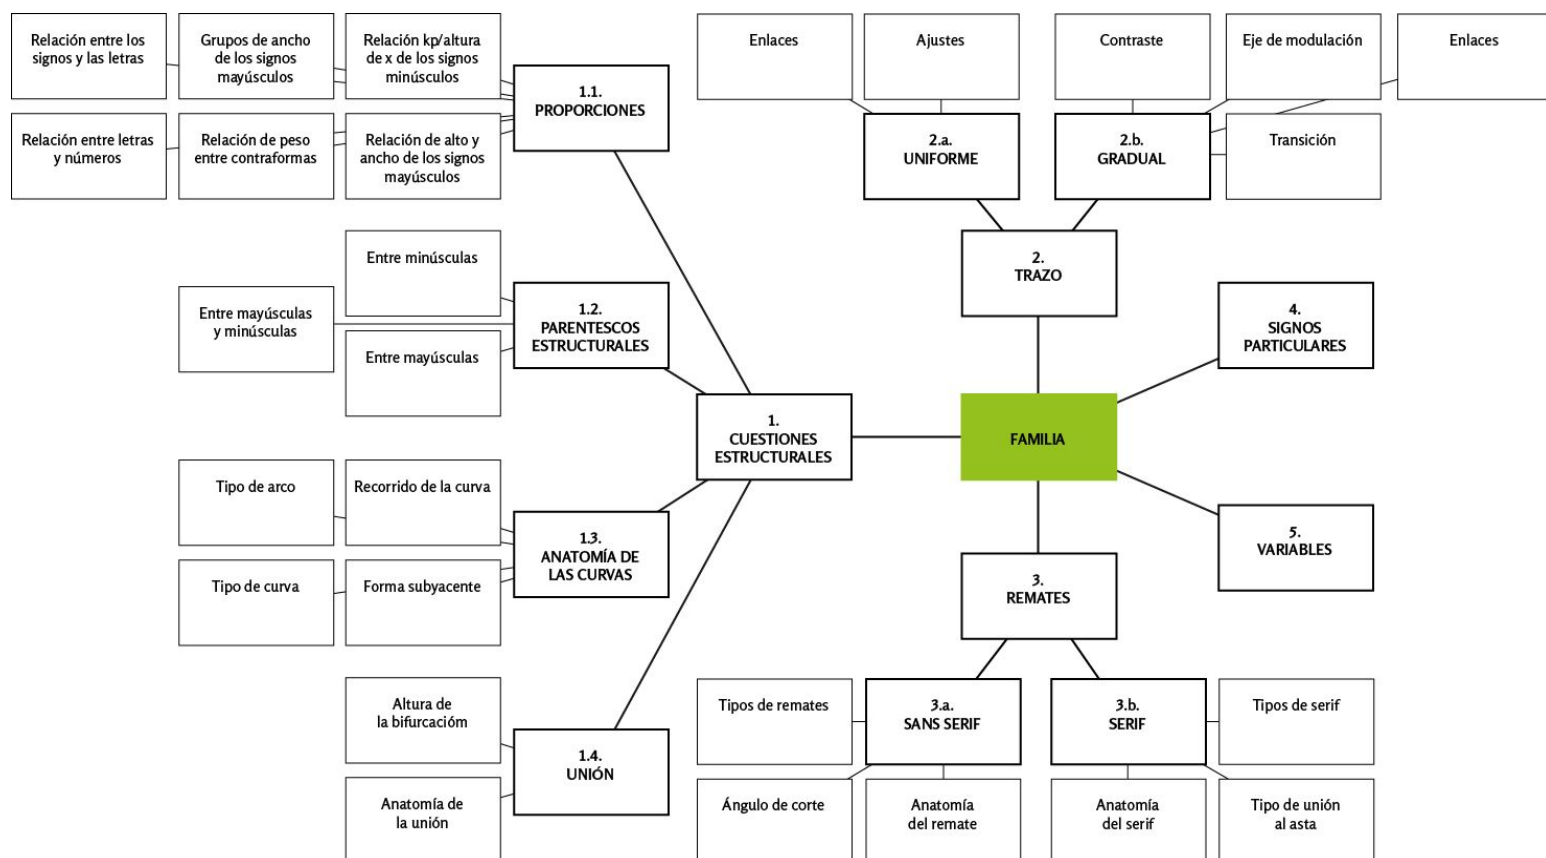 Relación entre los
signos y las letras
Grupos de ancho
de los signos
mayúsculos
Relación kp/altura
de x de los signos
minúsculos
1.1.
PROPORCIONES
Relación entre letras
y números
Relación de peso
entre contraformas
Relación de alto y
ancho de los signos
mayúsculos
Enlaces
Ajustes
Contraste
Eje de modulación
Enlaces
2.a.
UNIFORME
2.b.
GRADUAL
Transición
2.
TRAZO
Entre minúsculas
Entre mayúsculas
y minúsculas
1.2.
PARENTESCOS
ESTRUCTURALES
Entre mayúsculas
4.
SIGNOS
PARTICULARES
1.
CUESTIONES
ESTRUCTURALES
FAMILIA
Tipo de arco
Recorrido de la curva
1.3.
ANATOMÍA DE
LAS CURVAS
Tipo de curva
Forma subyacente
5.
VARIABLES
3.
REMATES
Altura de
la bifurcacióm
1.4.
UNIÓN
Anatomía de
la unión
Tipos de remates
3.a.
SANS SERIF
3.b.
SERIF
Tipos de serif
Ángulo de corte
Anatomía
del remate
Anatomía
del serif
Tipo de unión
al asta